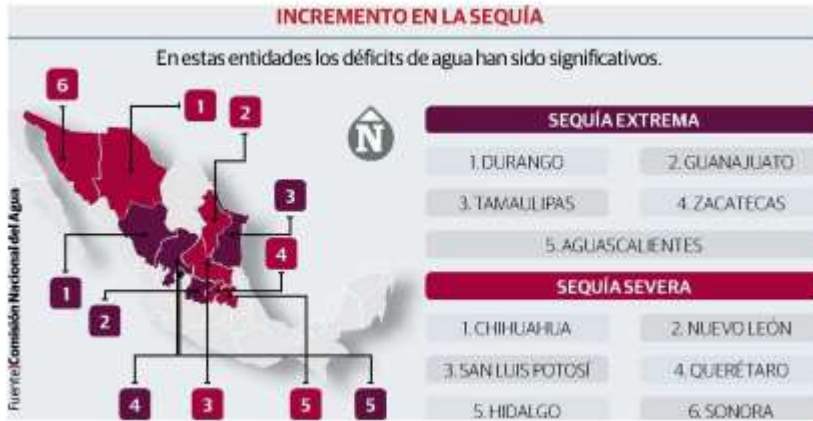 INCREMENTO EN LA SEQUÍA
En estas entidades los déficits de agua han sido significativos.
6
1
2
3
4
1
2
4
3
5
5
N
SEQUÍA EXTREMA
1. DURANGO
2. GUANAJUATO
3. TAMAULIPAS
4. ZACATECAS
5. AGUASCALIENTES
SEQUÍA SEVERA
1. CHIHUAHUA
2. NUEVO LEÓN
3. SAN LUIS POTOSÍ
4. QUERÉTARO
5. HIDALGO
6. SONORA
Fuente|Comisión Nacional del Agua